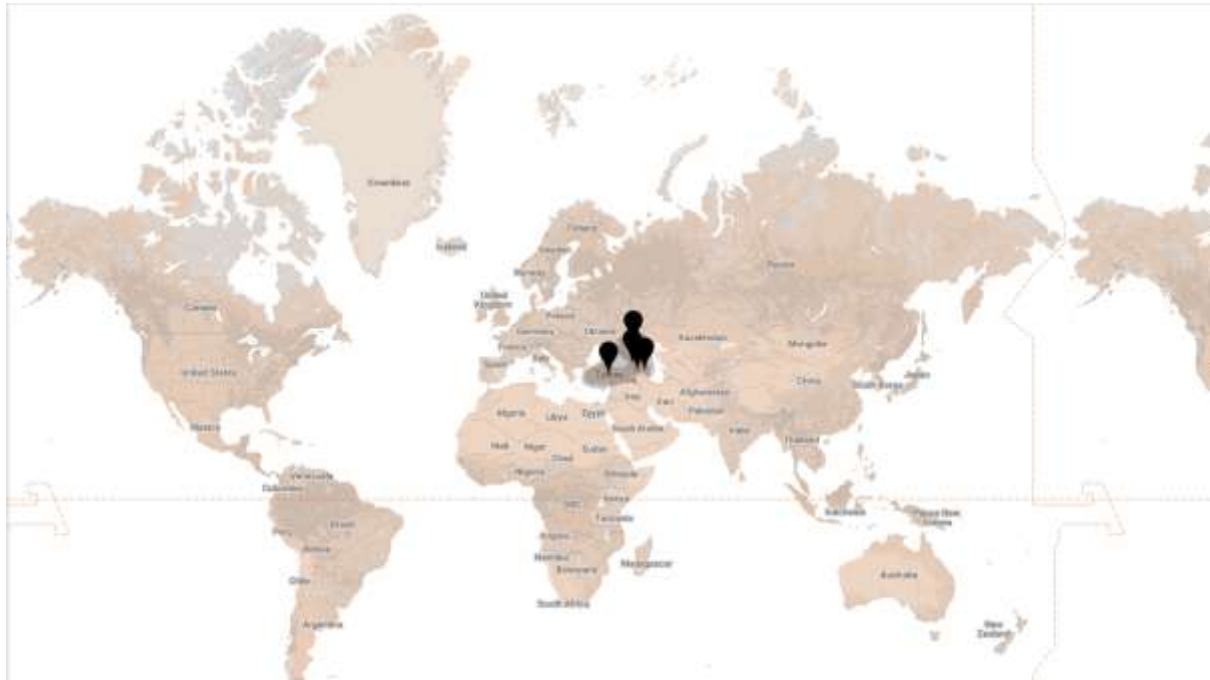 Greenland
Iceland
Finland
Sweden
Norway
Russia
United
Kingdom
Canada
Poland
Germany
Ukraine
France
Kazakhstan
Mongolia
Spain
Italy
United States
China
South Korea
Japan
Afghanistan
Iraq
Iran
Pakistan
Mexico
Algeria
Libya
Egypt
Saudi Arabia
India
Thailand
Mali
Niger
Chad
Sudan
Nigeria
Ethiopia
Venezuela
Colombia
DRC
Kenya
Tanzania
Indonesia
Papua New
Guinea
Peru
Brazil
Bolivia
Angola
Namibia
Botswana
Madagascar
Chile
South Africa
Australia
Argentina
New
Zealand